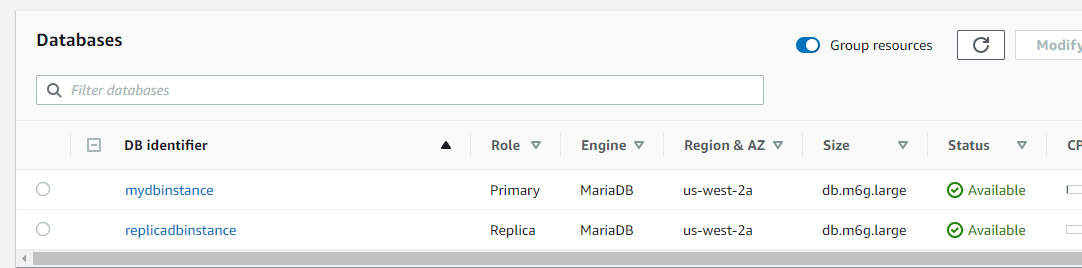 Databases
Group resources
Modify
Filter databases
DB identifier Role Engine Region & AZ Size Status CP
mydbinstance Primary MariaDB us-west-2a db.m6g.large Available
replicadbinstance Replica MariaDB us-west-2a db.m6g.large Available